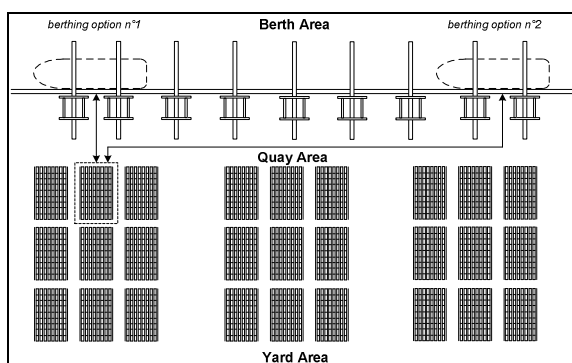 Berth Area
berthing option n°1
berthing option n°2
Quay Area
Yard Area